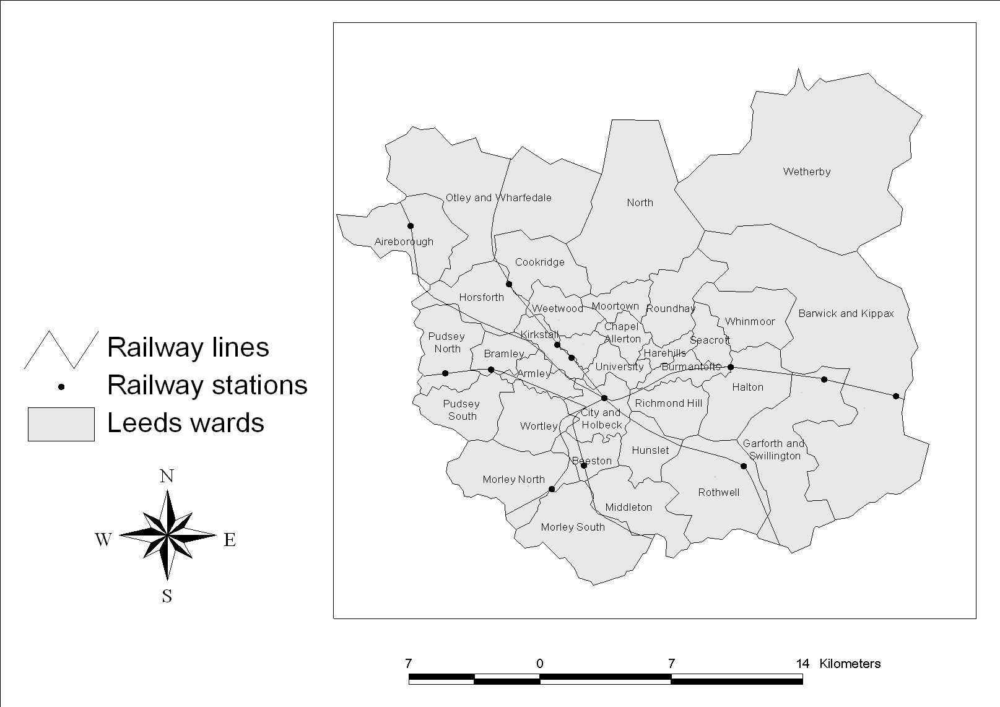 Wetherby
Otley and Wharfedale
North
Aireborough
Cookridge
Horsforth
Weetwood
Moortown
Roundhay
Barwick and Kippax
Whinmoor
Chapel
Allerton
Kirkstall
Pudsey
North
Seacroft
Bramley
Harehills
University
Burmantofts
Armley
Halton
Pudsey
South
Richmond Hill
City and
Holbeck
Wortley
Garforth and
Swillington
Hunslet
Beeston
Morley North
Rothwell
Middleton
Morley South
Railway lines
Railway stations
Leeds wards
N
W
E
S
7 0 7 14 Kilometers